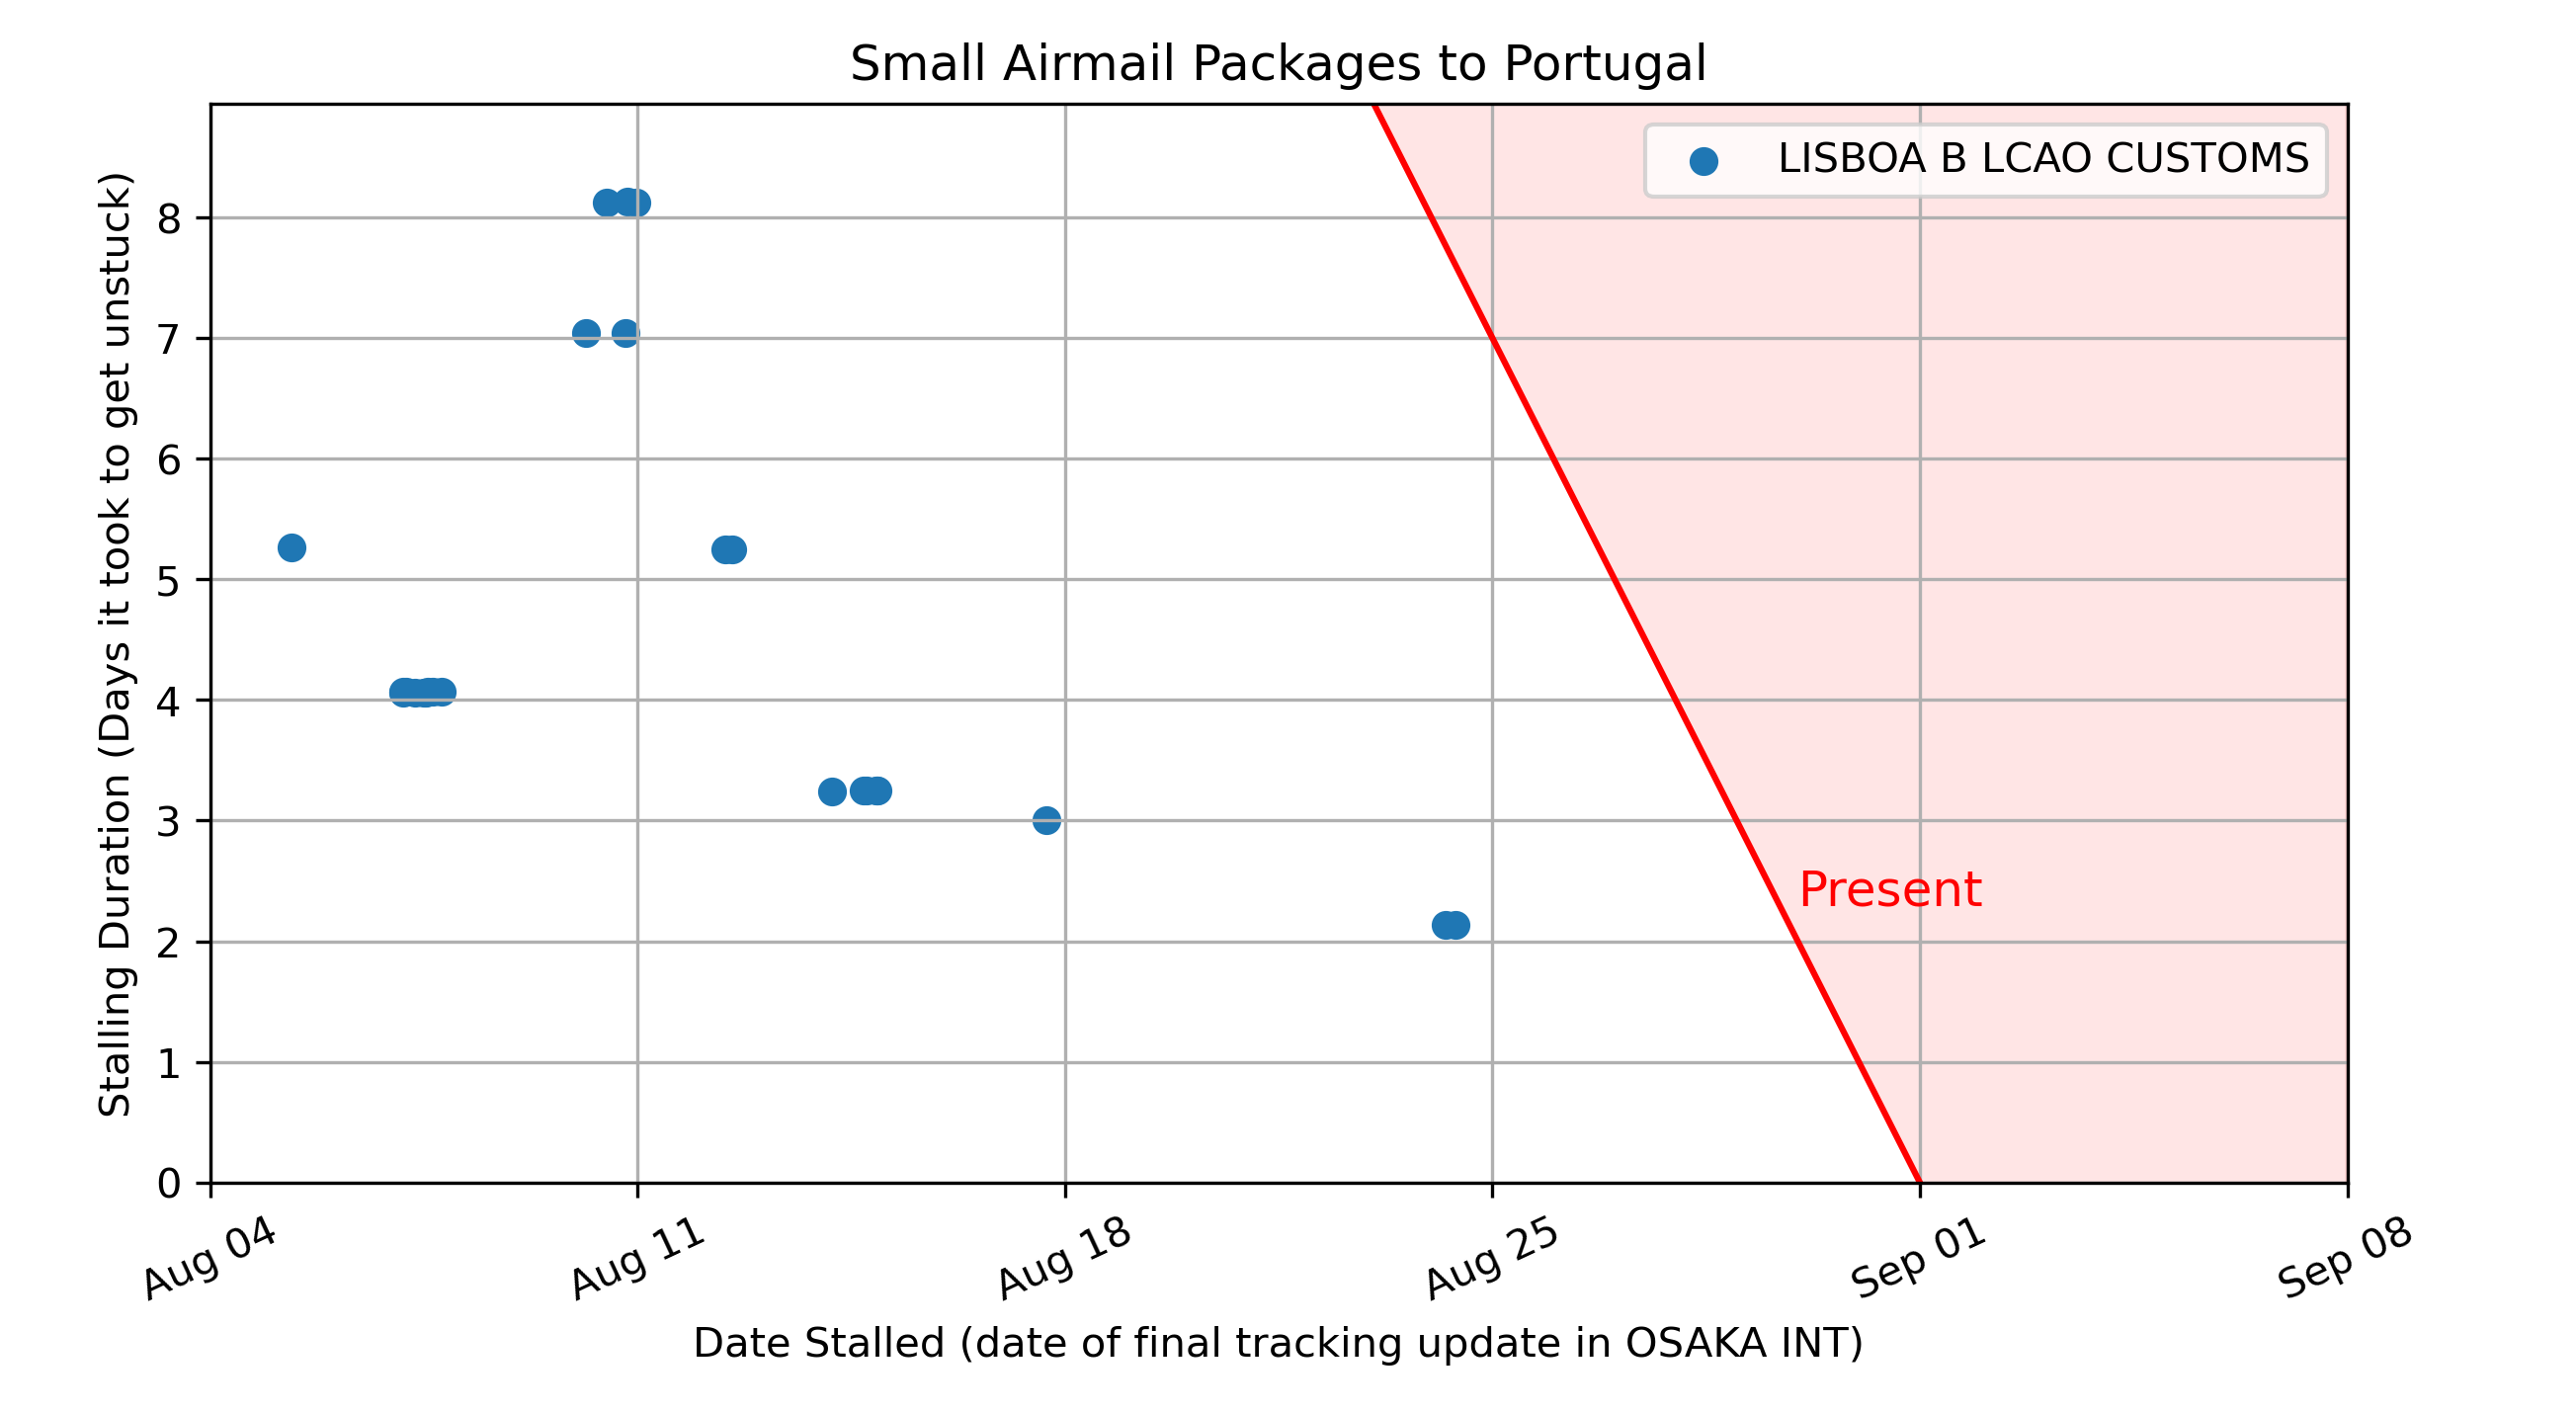 Small Airmail Packages to Portugal
LISBOA B LCAO CUSTOMS
Stalling Duration (Days it took to get unstuck)
8
7
6
5
4
3
2
1
0
Present
Aug 04
Aug 11
Aug 18
Aug 25
Sep 01
Sep 08
Date Stalled (date of final tracking update in OSAKA INT)